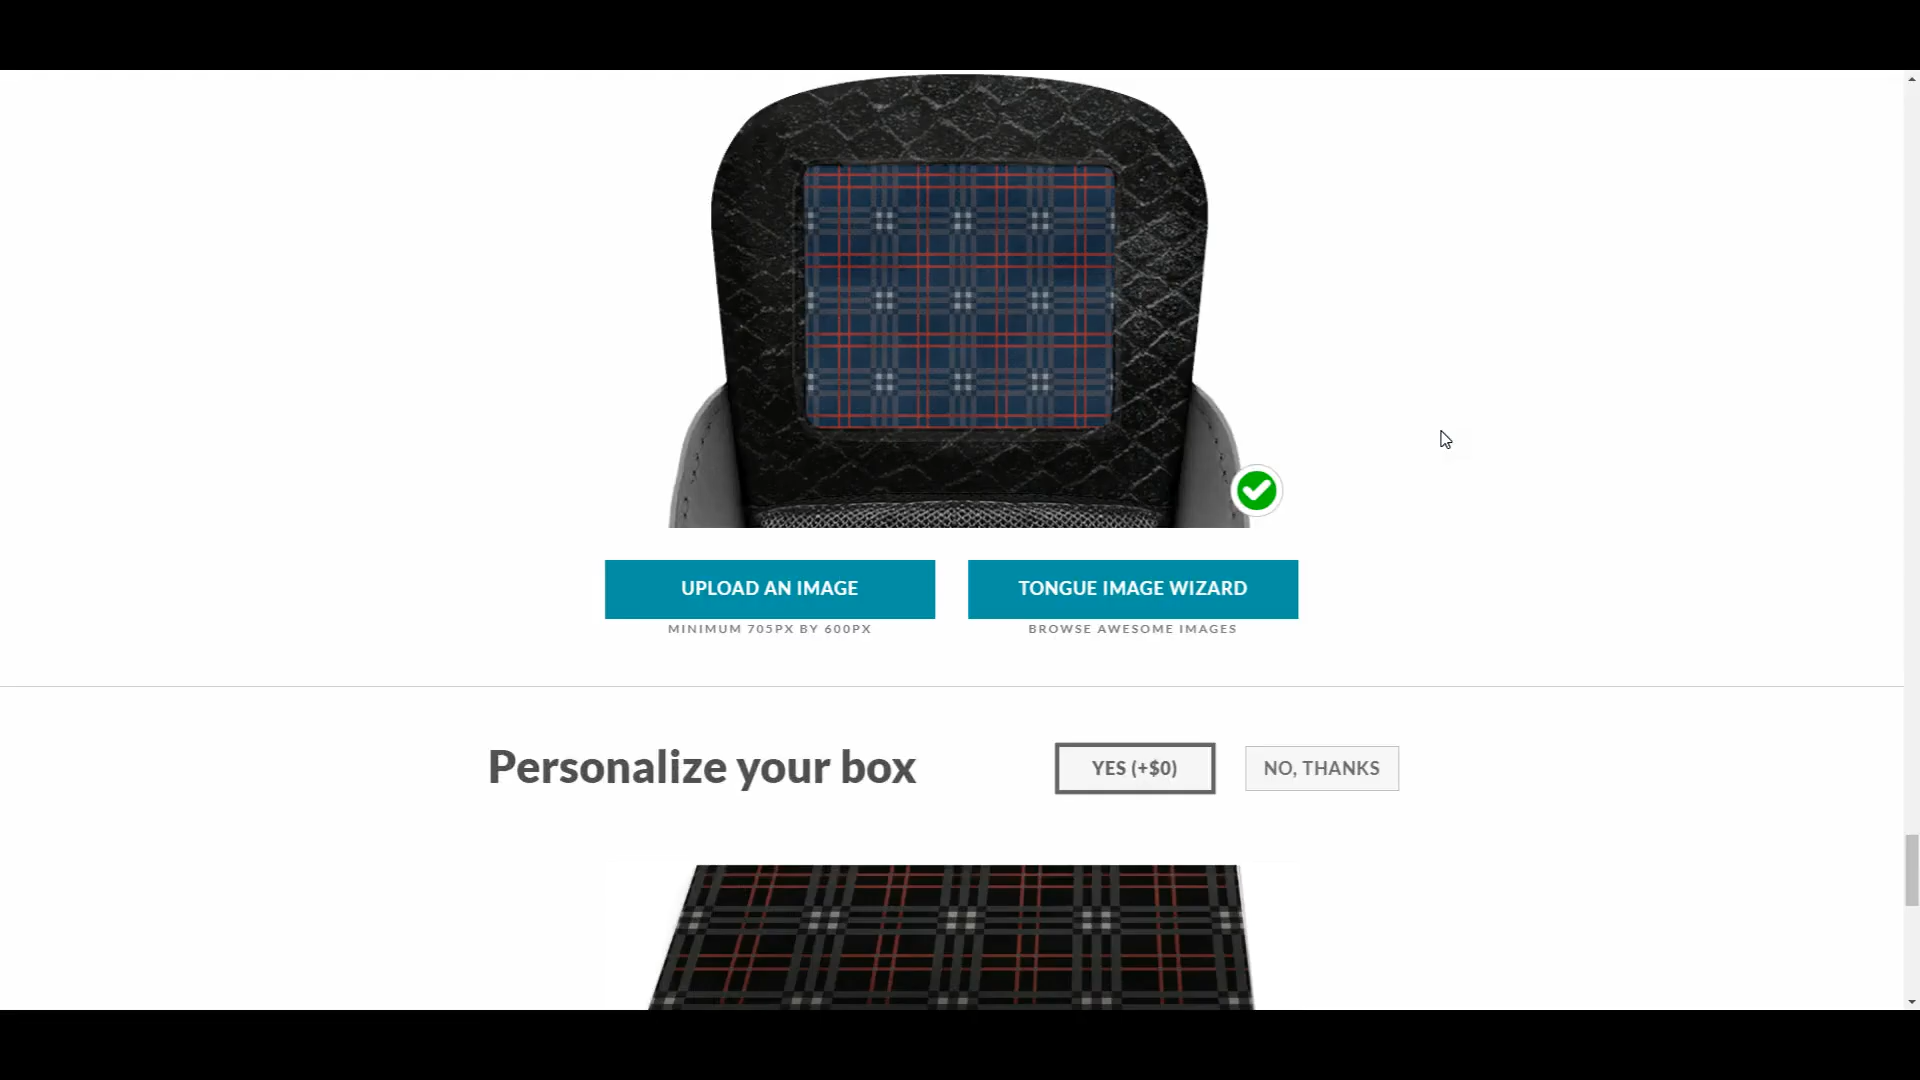 UPLOAD AN IMAGE
TONGUE IMAGE WIZARD
MINIMUM 705PX BY 600PX
BROWSE AWESOME IMAGES
Personalize your box
YES (+$0)
NO, THANKS